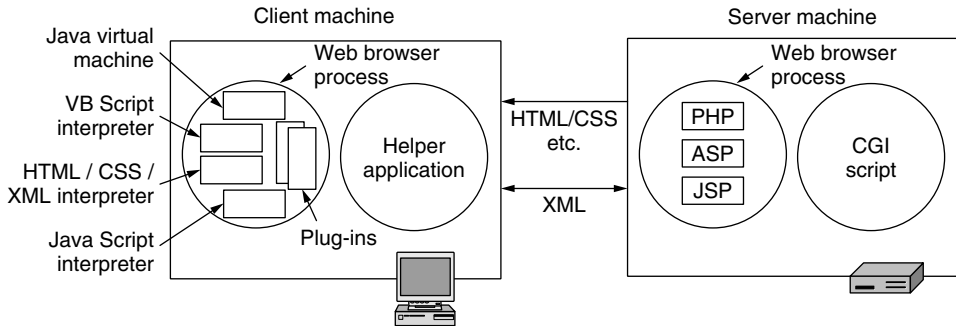 Client machine
Server machine
Java virtual
machine
Web browser
process
VB Script
interpreter
HTML / CSS /
XML interpreter
Java Script
interpreter
Plug-ins
Helper
application
HTML/CSS
etc.
XML
Web browser
process
PHP
ASP
JSP
CGI
script